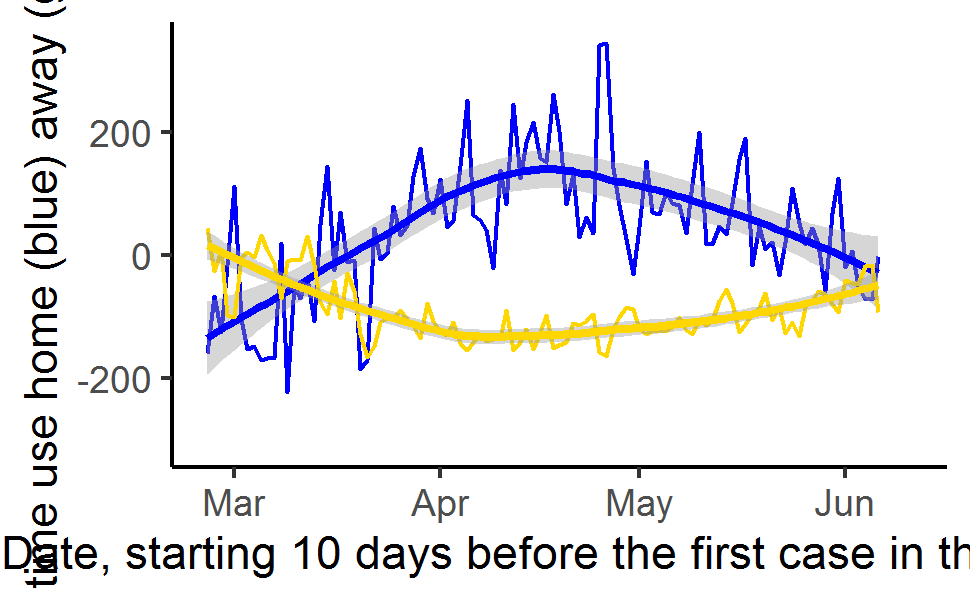 time use home (blue) away (
200
0
-200
Mar Apr May Jun
Date, starting 10 days before the first case in th